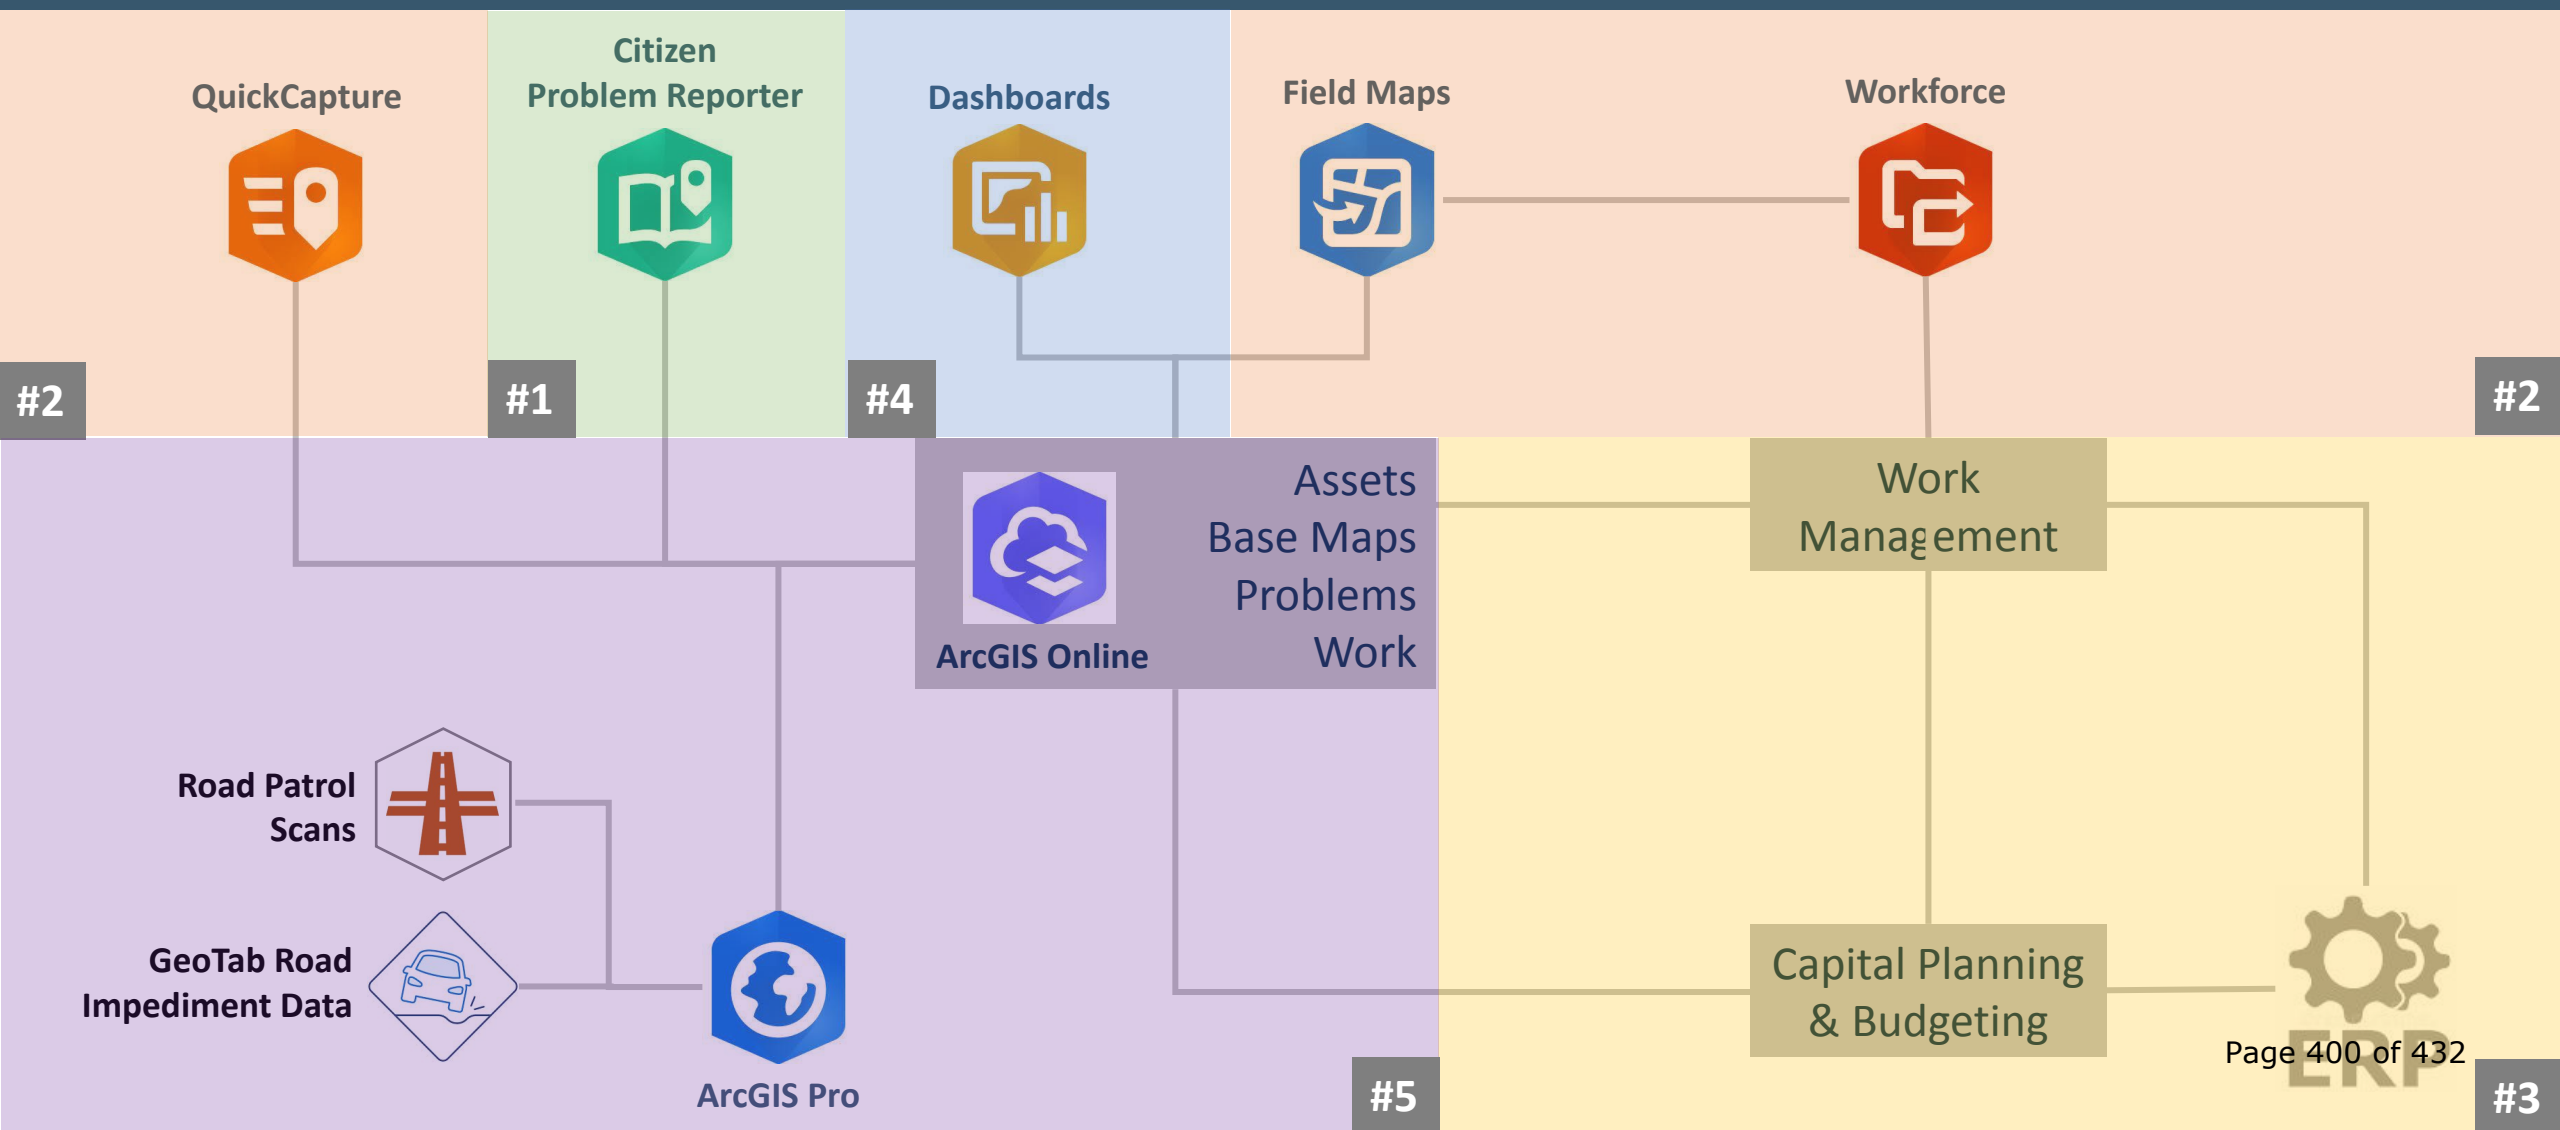 QuickCapture
Citizen
Problem Reporter
Dashboards
Field Maps
Workforce
#2
#1
#4
#2
ArcGIS Online
Assets
Base Maps
Problems
Work
Work
Management
Road Patrol
Scans
GeoTab Road
Impediment Data
ArcGIS Pro
#5
Capital Planning
& Budgeting
ERP
Page 400 of 432
#3